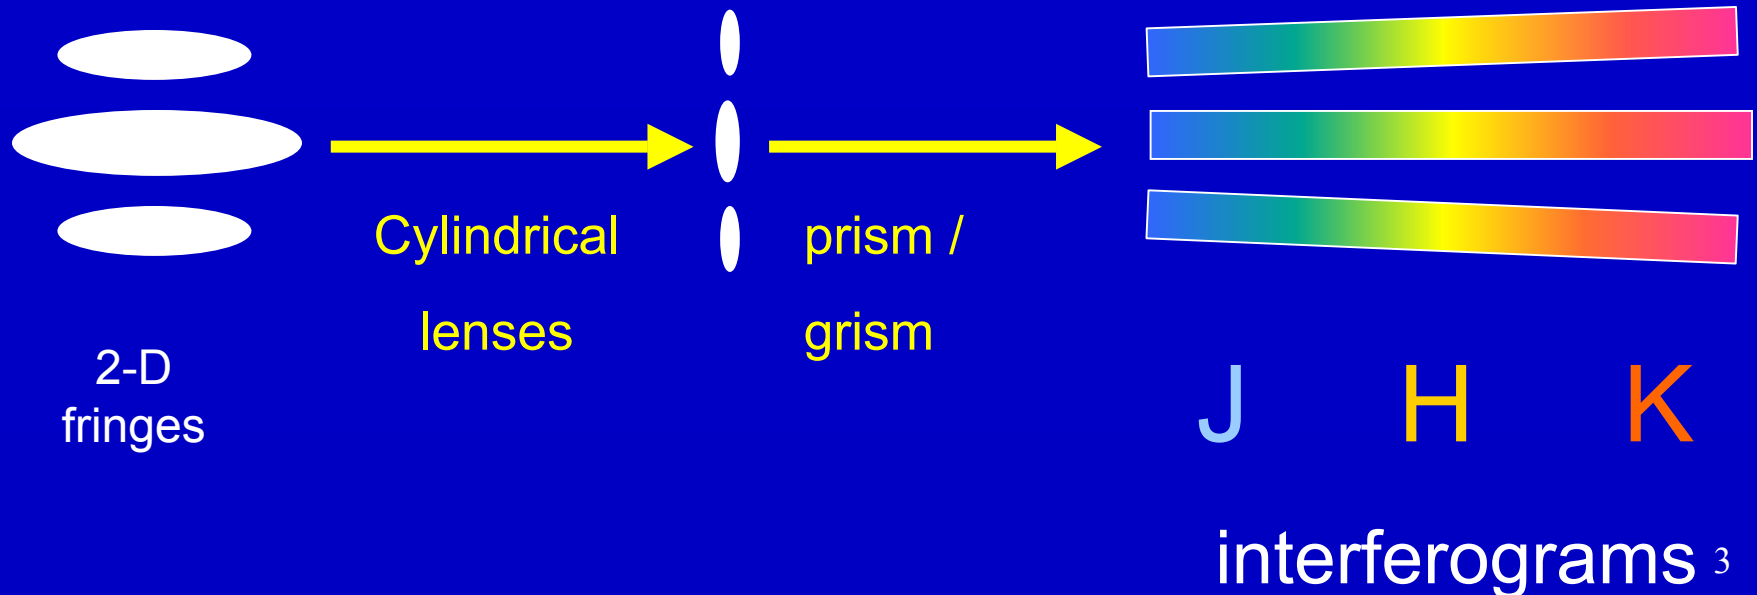 Cylindrical
lenses
prism /
grism
2-D
fringes
J H K
interferograms 3